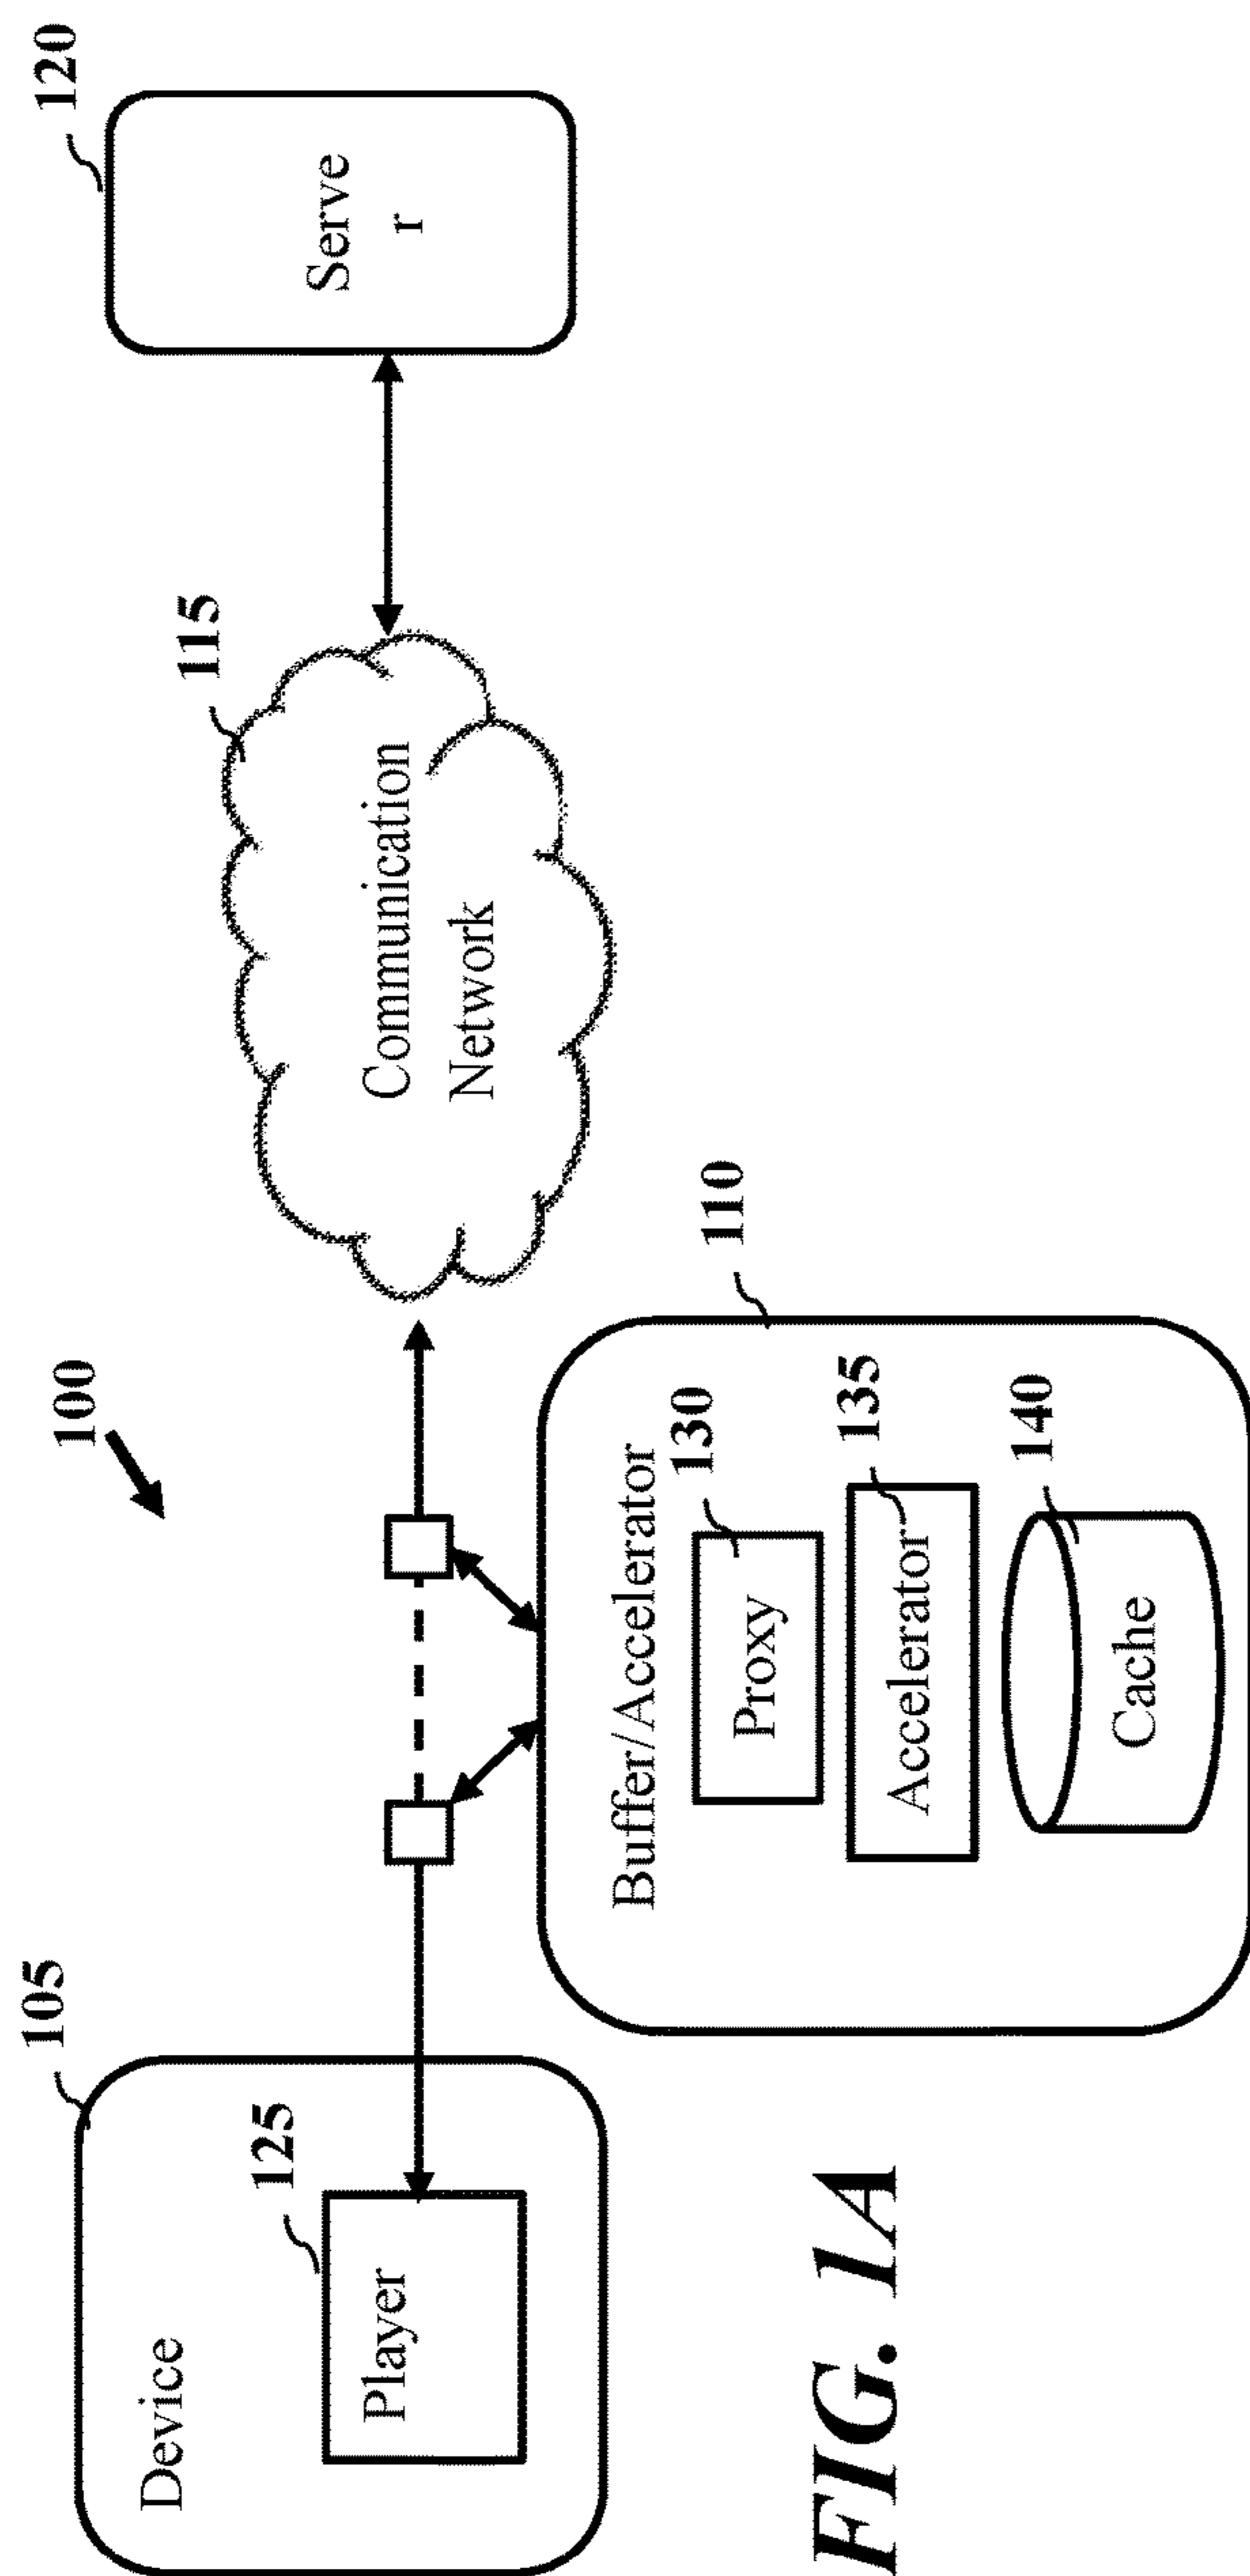 100
105
Device
125
Player
110
Buffer/Accelerator
130
Proxy
135
Accelerator
140
Cache
115
Communication
Network
120
Serve
r
FIG. 1A